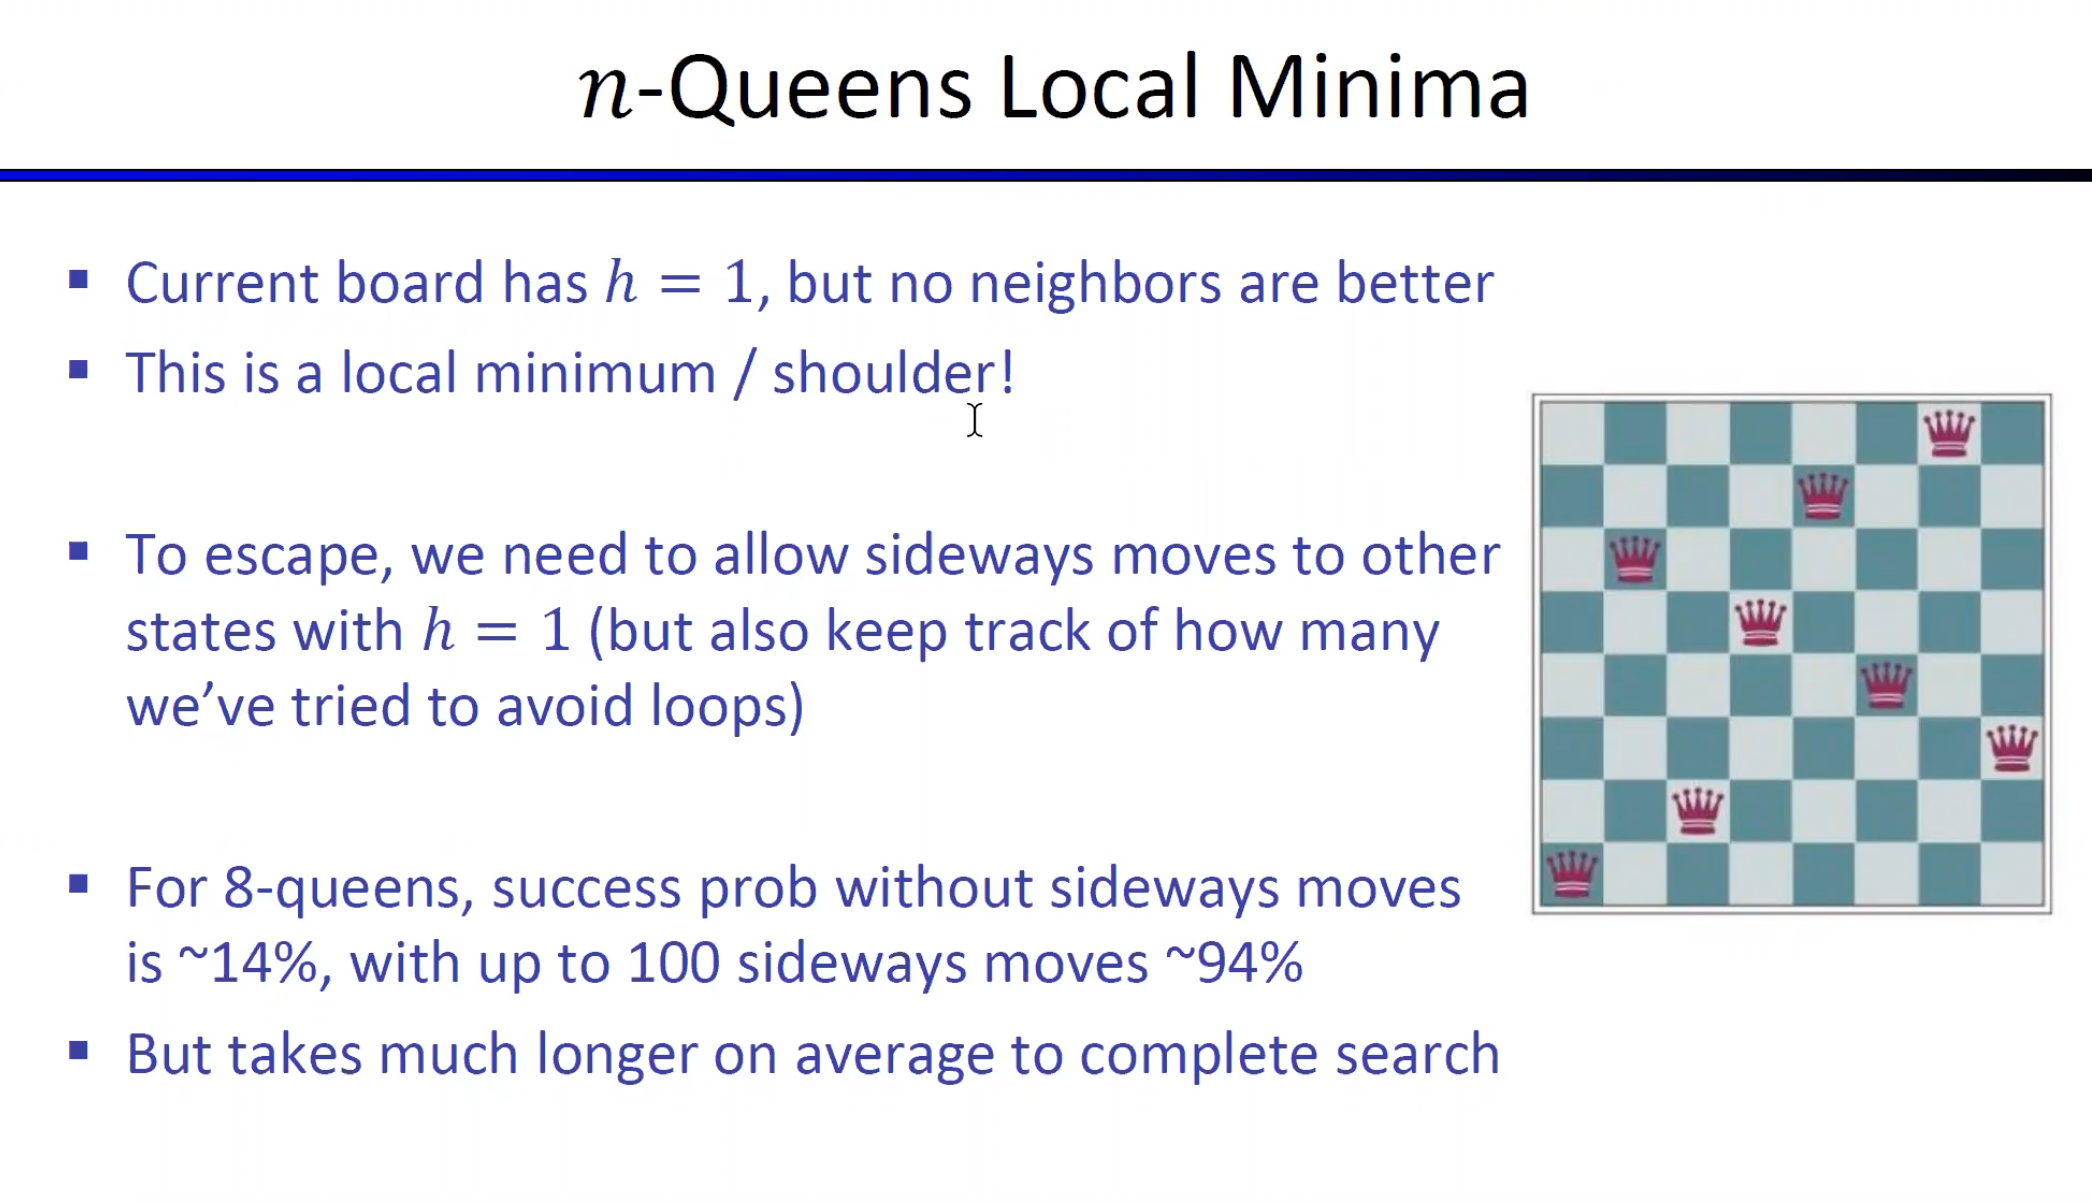 n-Queens Local Minima
▪ Current board has h = 1, but no neighbors are better
▪ This is a local minimum / shoulder!
▪ To escape, we need to allow sideways moves to other
states with h = 1 (but also keep track of how many
we’ve tried to avoid loops)
▪ For 8-queens, success prob without sideways moves
is ~14%, with up to 100 sideways moves ~94%
▪ But takes much longer on average to complete search